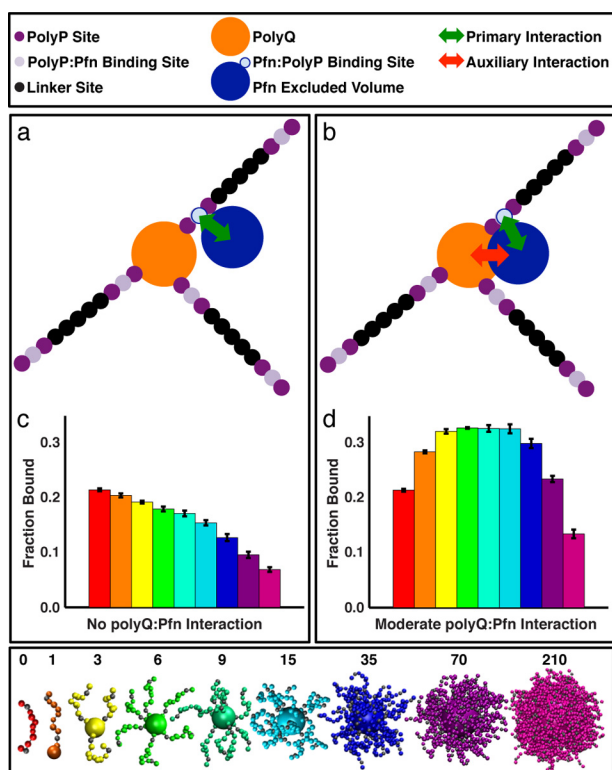 PolyP Site PolyQ Primary Interaction
PolyP:Pfn Binding Site Pfn:PolyP Binding Site Auxiliary Interaction
Linker Site Pfn Excluded Volume
a b
c d
Fraction Bound
0.3
0.2
0.1
0.0
No polyQ:Pfn Interaction
Fraction Bound
0.3
0.2
0.1
0.0
Moderate polyQ:Pfn Interaction
0 1 3 6 9 15 35 70 210